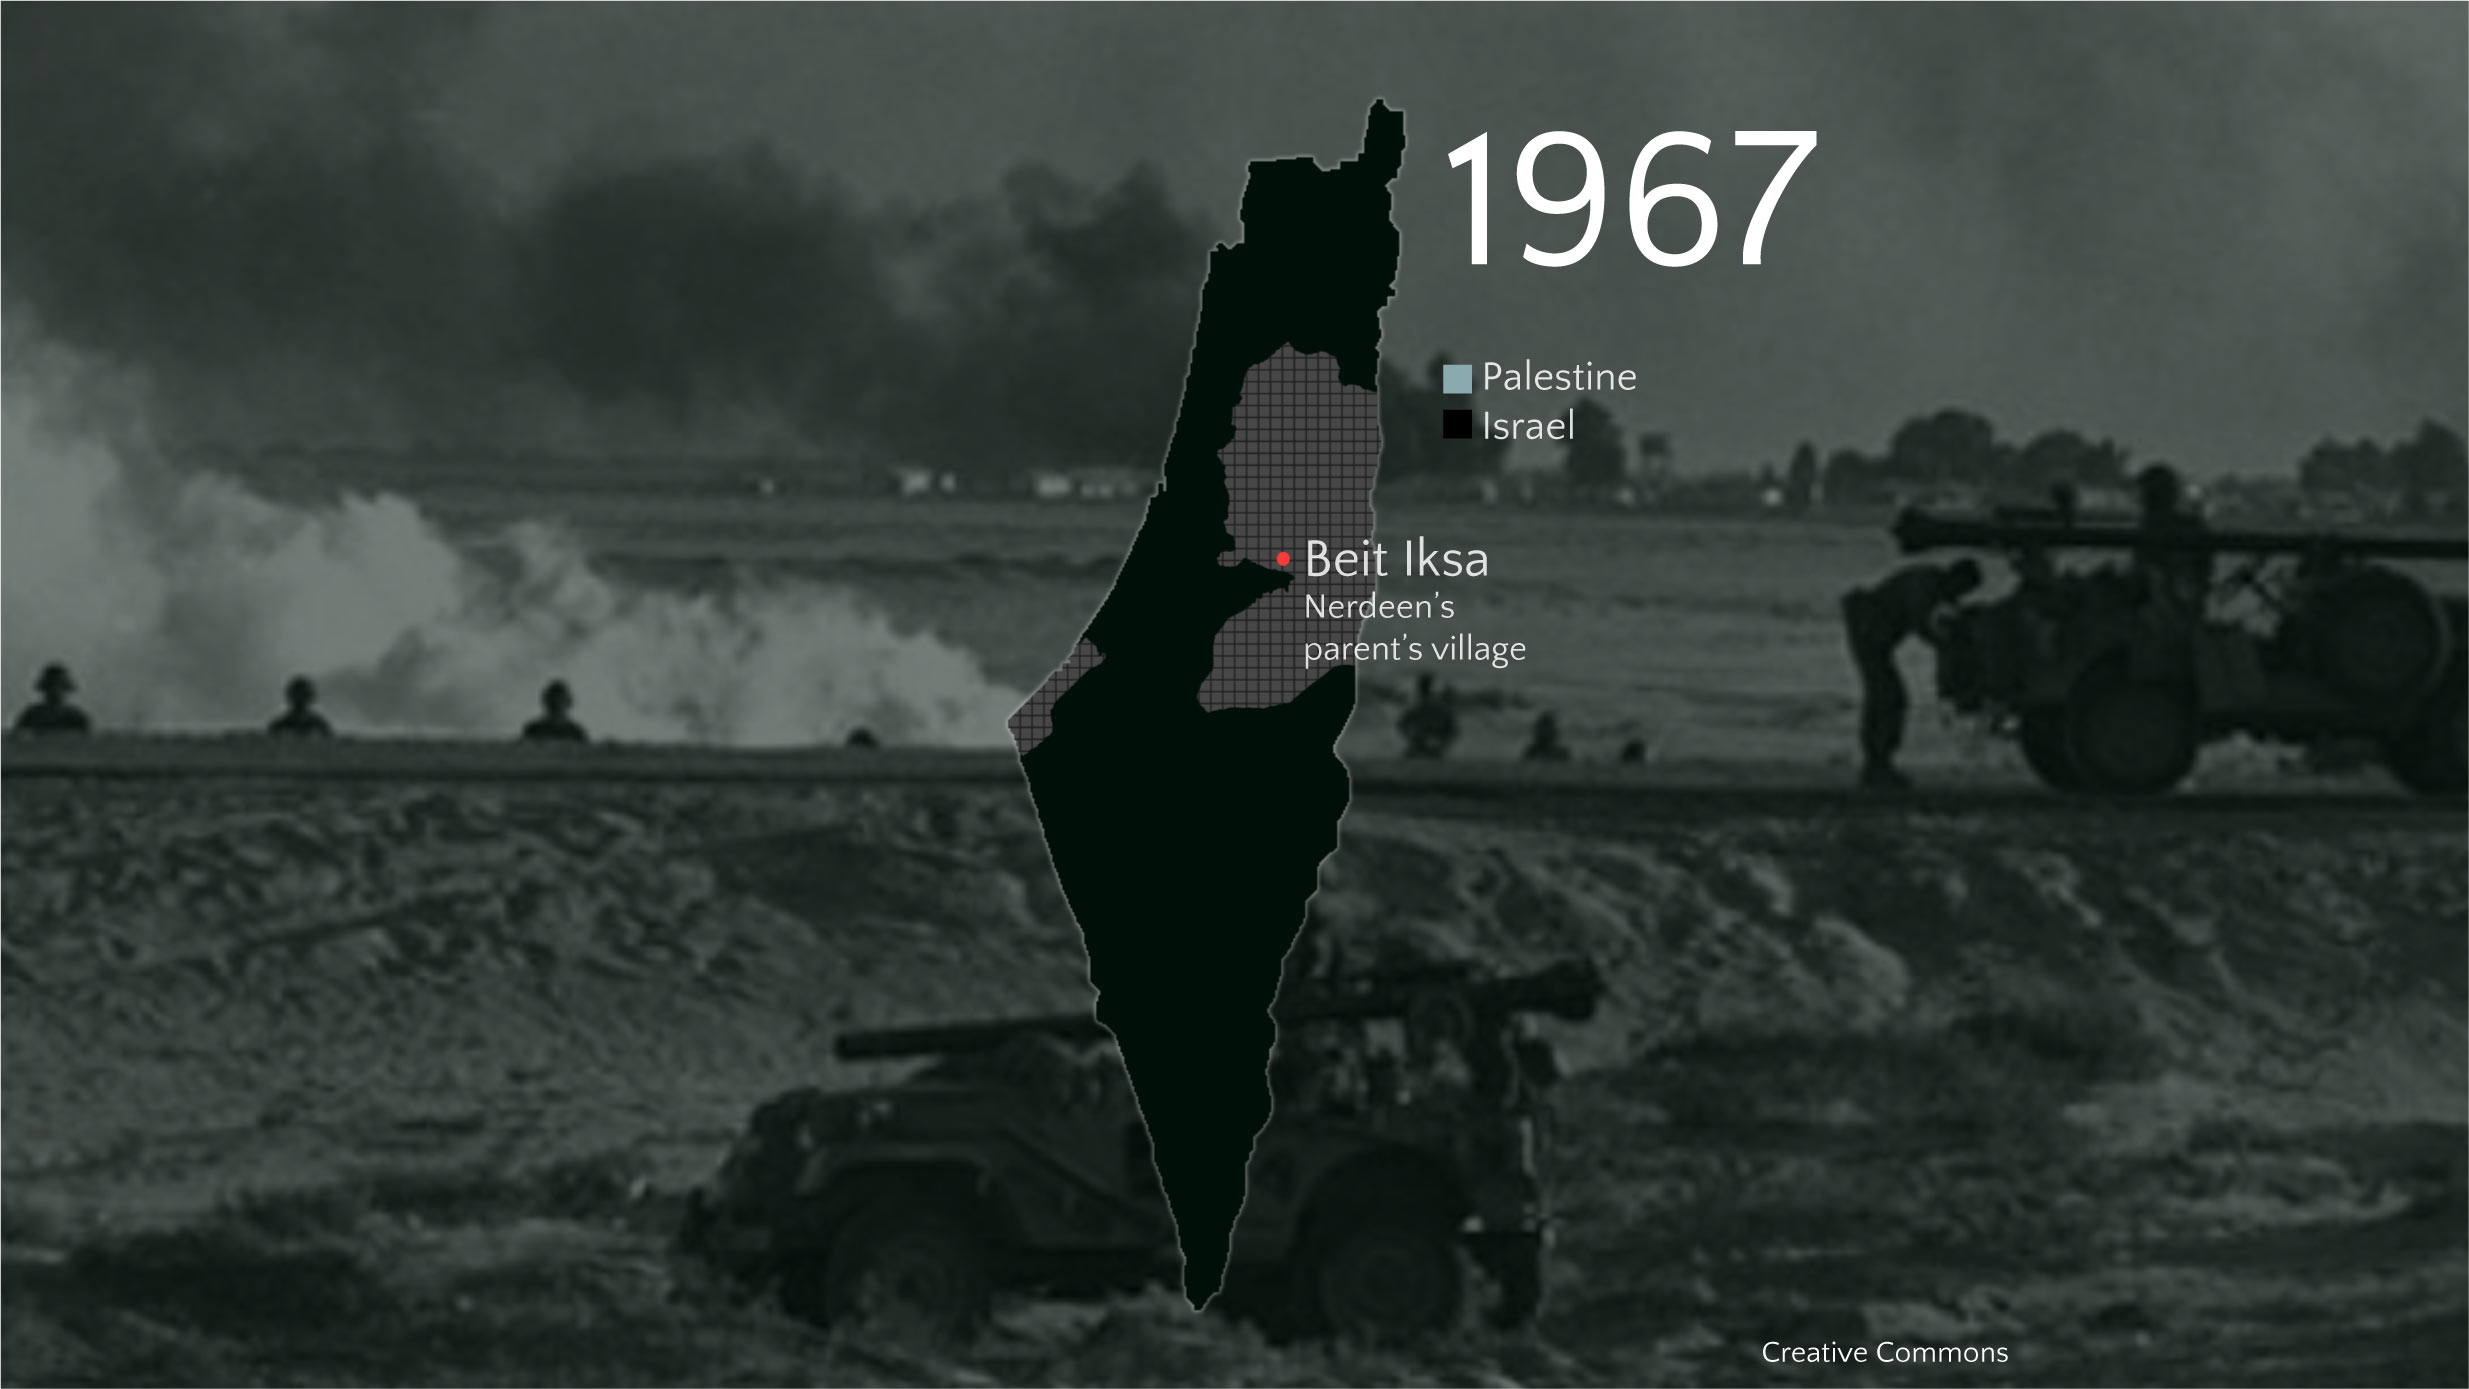 1967
Palestine
Israel
Beit Iksa
Nerdeen's
parent's village
Creative Commons